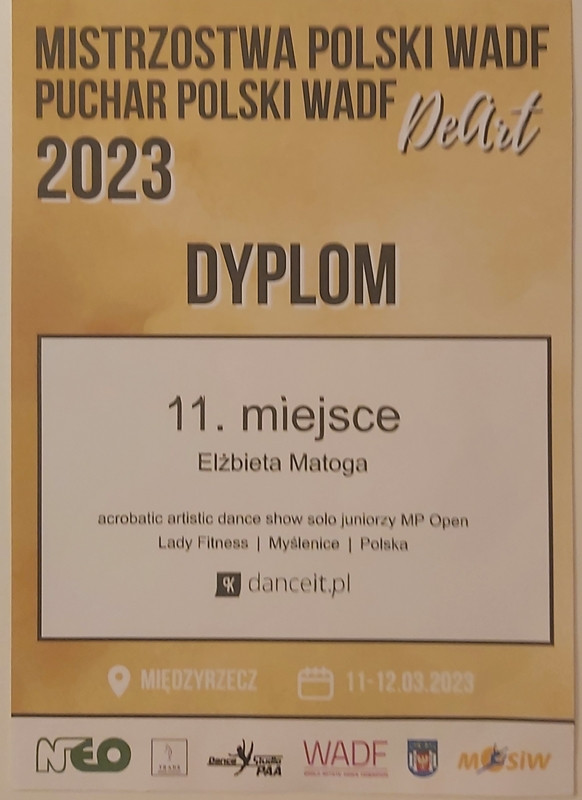 MISTRZOSTWA POLSKI WADF
PUCHAR POLSKI WADF
DeArt
2023
DYPLOM
11. miejsce
Elżbieta Matoga
acrobatic artistic dance show solo juniorzy MP Open
Lady Fitness | Myślenice | Polska
danceit.pl
MIĘDZYRZECZ
11-12.03.2023
NEO
Dance Studio
PAA
WADF
MOSiW